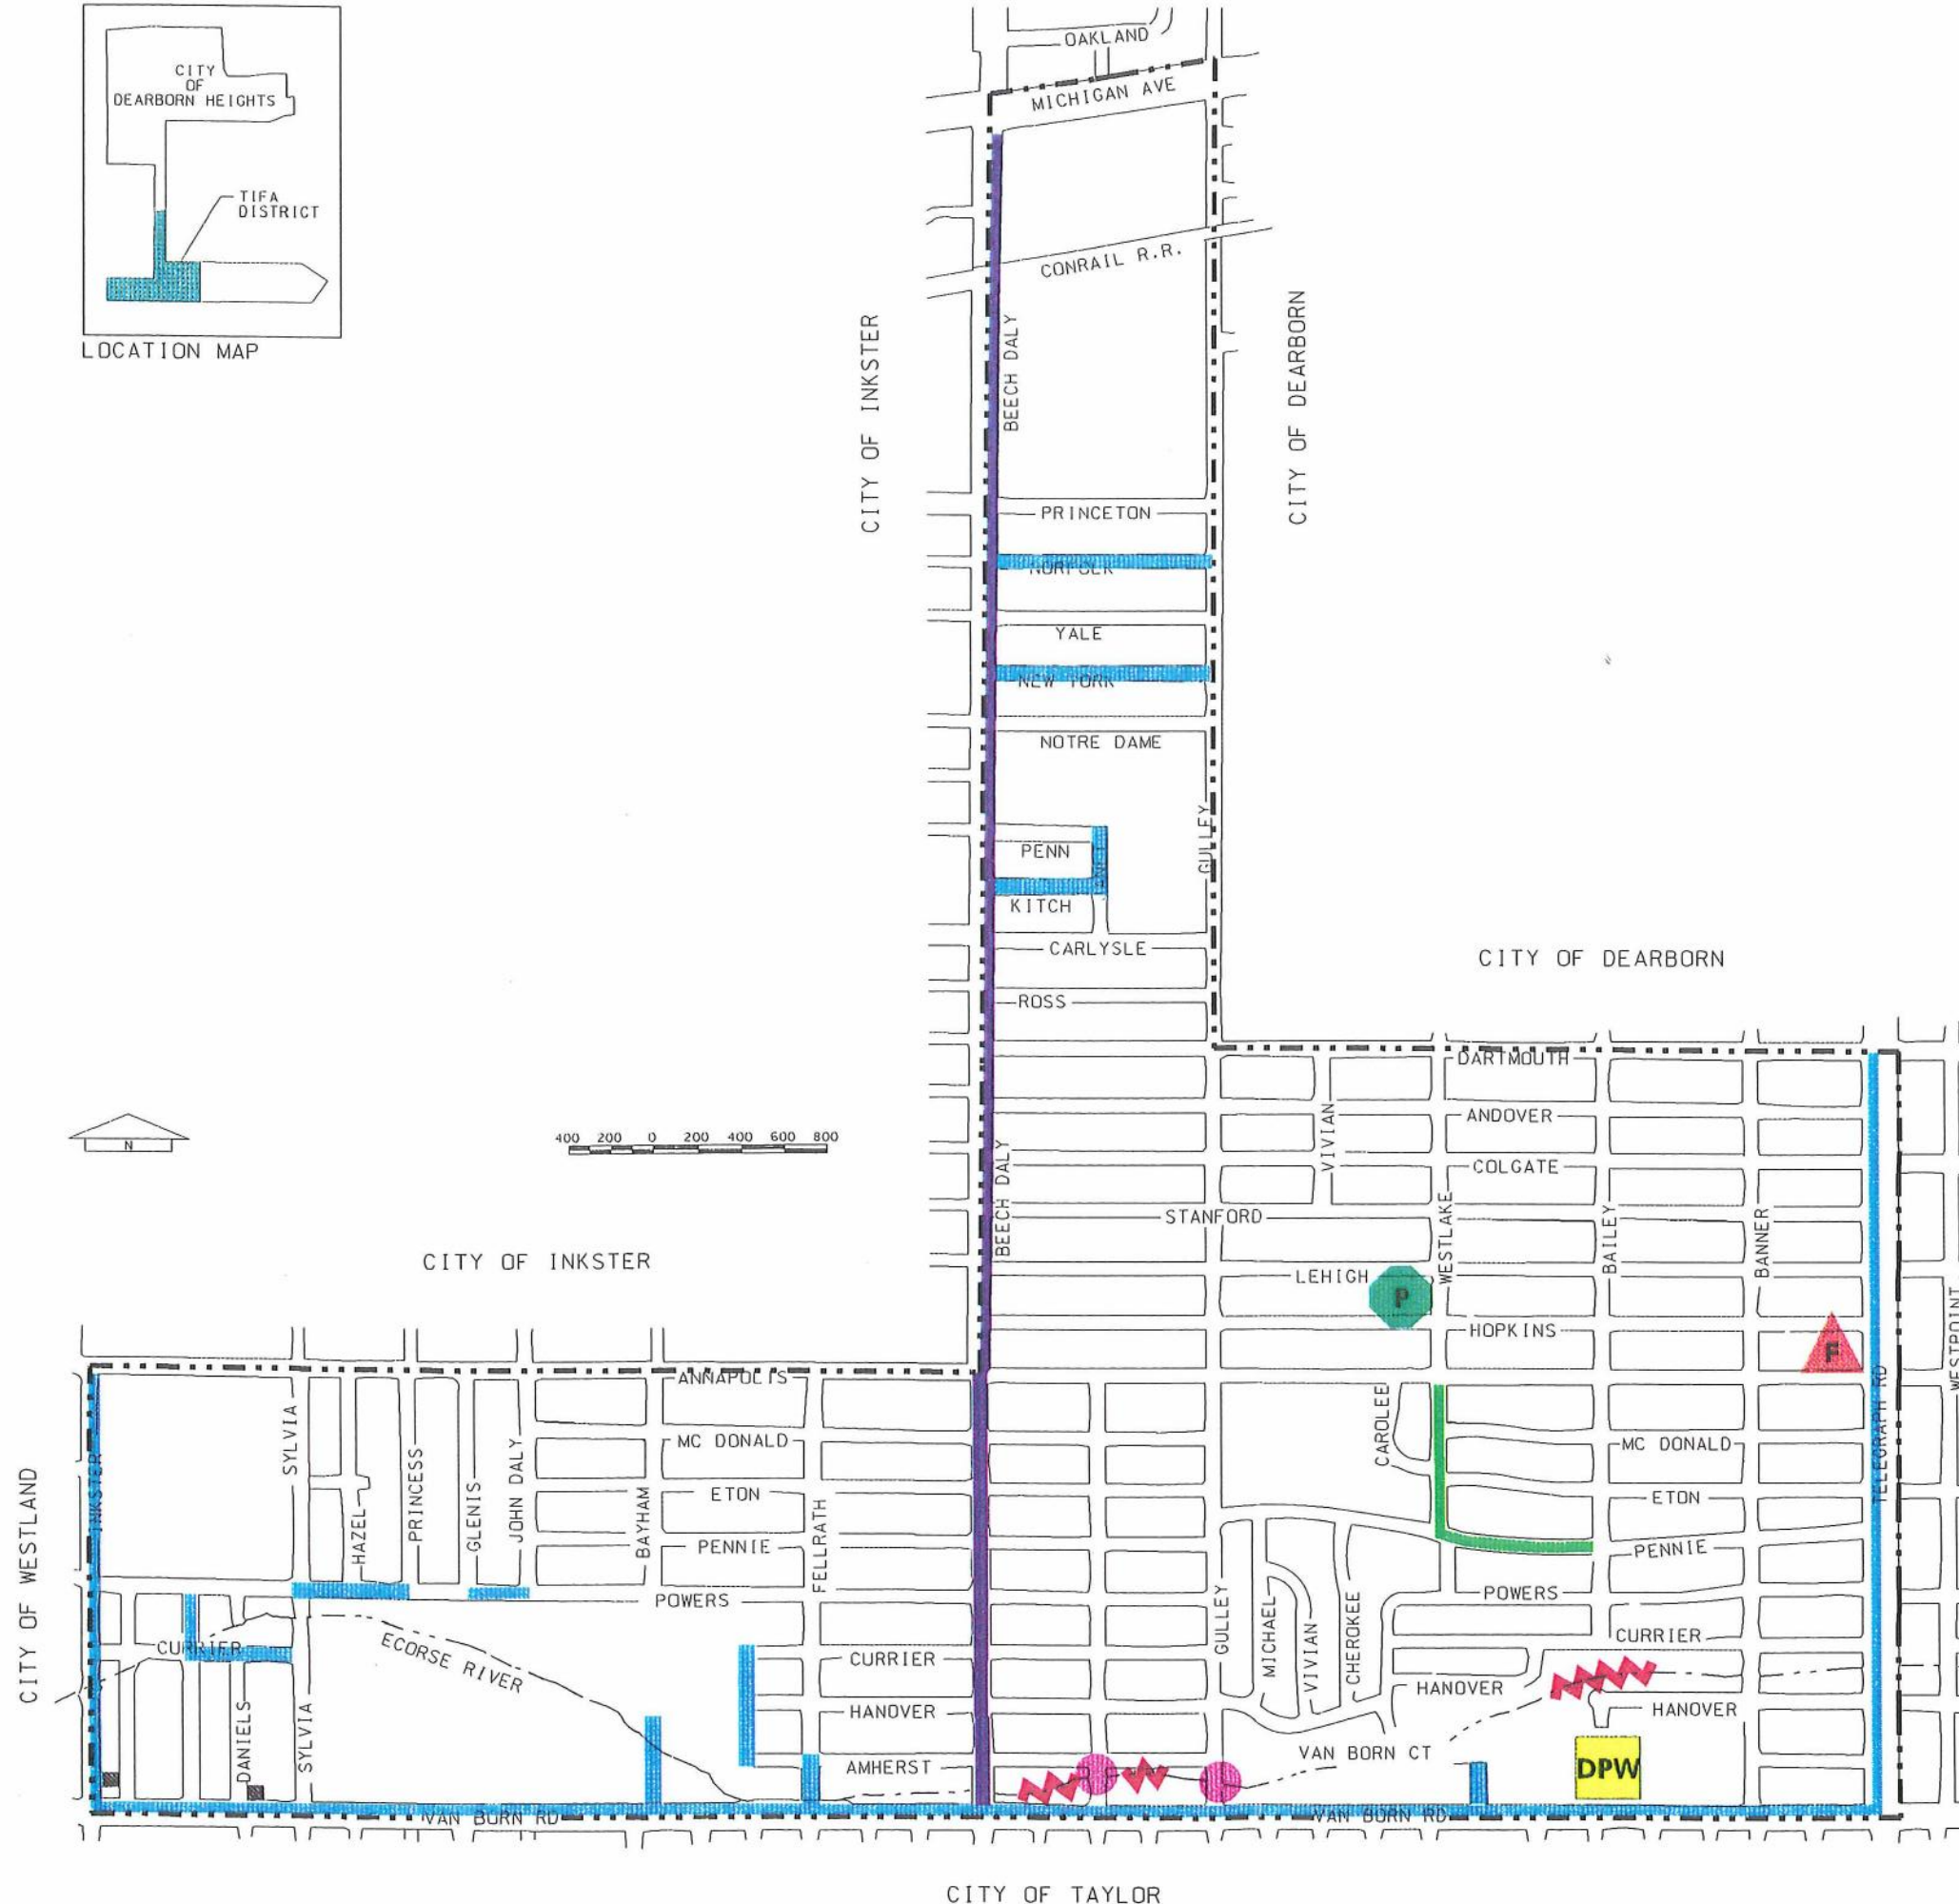 CITY
OF
DEARBORN HEIGHTS
TIFA
DISTRICT
LOCATION MAP
OAKLAND
MICHIGAN AVE
CONRAIL R.R.
CITY OF INKSTER
BEECH DALY
CITY OF DEARBORN
PRINCETON
NORFOLK
YALE
NEW YORK
NOTRE DAME
GULLEY
PENN
KITCH
CARLYSLE
ROSS
CITY OF DEARBORN
DARTMOUTH
ANDOVER
VIVIAN
COLGATE
BEECH DALY
STANFORD
WESTLAKE
BAILEY
BANNER
LEHIGH
P
HOPKINS
F
WESTPOINT
TELEGRAPH RD
N
400 200 0 200 400 600 800
CITY OF INKSTER
ANNAPOLIS
SYLVIA
MC DONALD
CAROLEE
MC DONALD
INKSTER
HAZEL
PRINCESS
GLENIS
JOHN DALY
BAYHAM
ETON
FELLRATH
ETON
PENNIE
PENNIE
CITY OF WESTLAND
POWERS
POWERS
GULLEY
MICHAEL
VIVIAN
CHEROKEE
CURRIER
ECORSE RIVER
CURRIER
CURRIER
HANOVER
HANOVER
HANOVER
DANIELS
SYLVIA
AMHERST
VAN BORN CT
DPW
VAN BORN RD
VAN BORN RD
CITY OF TAYLOR